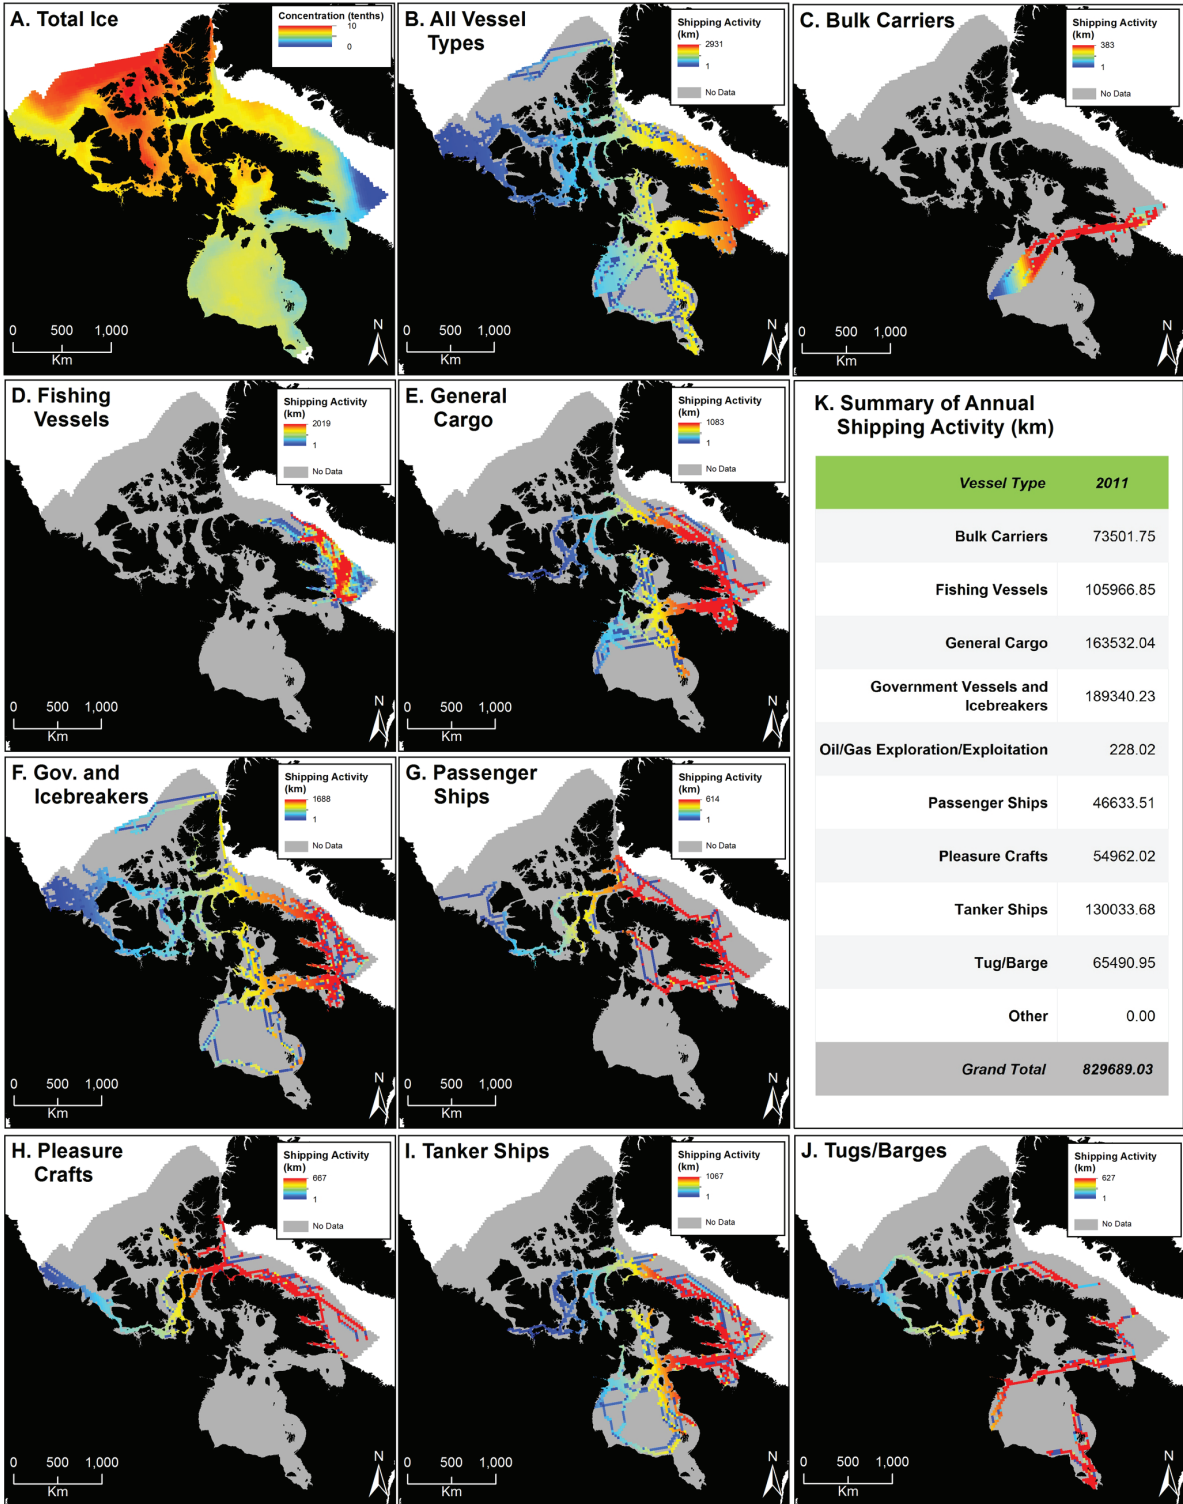 A. Total Ice
Concentration (tenths)
10
0
0 500 1,000
Km
N
B. All Vessel
Types
Shipping Activity
(km)
2931
1
No Data
0 500 1,000
Km
N
C. Bulk Carriers
Shipping Activity
(km)
383
1
No Data
0 500 1,000
Km
N
D. Fishing
Vessels
Shipping Activity
(km)
2019
1
No Data
0 500 1,000
Km
N
E. General
Cargo
Shipping Activity
(km)
1083
1
No Data
0 500 1,000
Km
N
K. Summary of Annual
Shipping Activity (km)
Vessel Type 2011
Bulk Carriers 73501.75
Fishing Vessels 105966.85
General Cargo 163532.04
Government Vessels and
Icebreakers 189340.23
Oil/Gas Exploration/Exploitation 228.02
Passenger Ships 46633.51
Pleasure Crafts 54962.02
Tanker Ships 130033.68
Tug/Barge 65490.95
Other 0.00
Grand Total 829689.03
F. Gov. and
Icebreakers
Shipping Activity
(km)
1688
1
No Data
0 500 1,000
Km
N
G. Passenger
Ships
Shipping Activity
(km)
614
1
No Data
0 500 1,000
Km
N
H. Pleasure
Crafts
Shipping Activity
(km)
667
1
No Data
0 500 1,000
Km
N
I. Tanker Ships
Shipping Activity
(km)
1067
1
No Data
0 500 1,000
Km
N
J. Tugs/Barges
Shipping Activity
(km)
627
1
No Data
0 500 1,000
Km
N